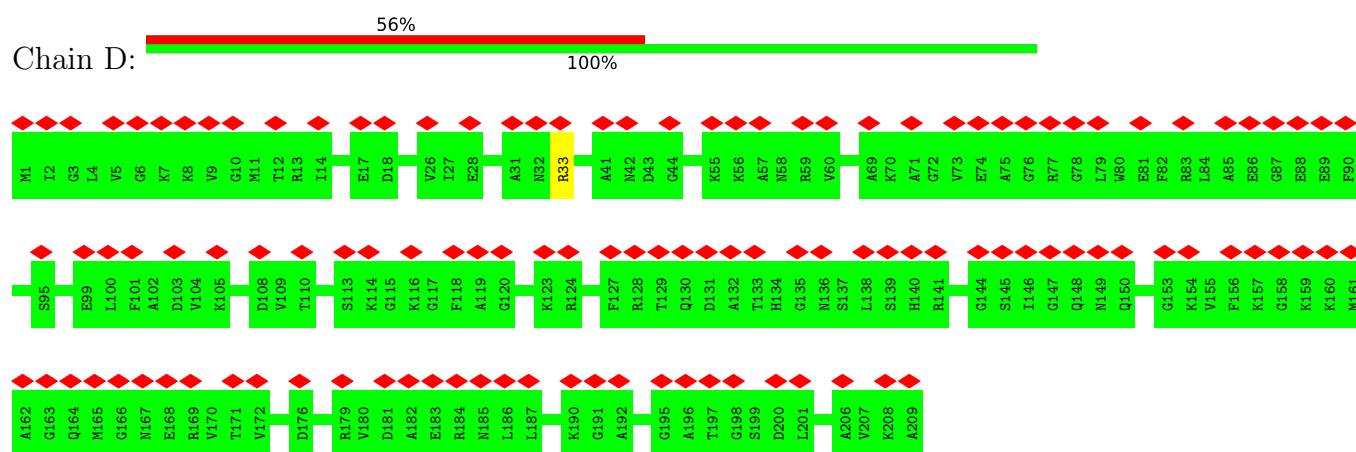 56%
Chain D:
100%
M1 I2 G3 L4 V5 G6 K7 K8 V9 G10 M11 T12 R13 I14 E17 D18 V26 I27 E28 A31 N32 R33 A41 N42 D43 G44 K55 K56 A57 N58 R59 V60 A69 K70 A71 G72 V73 E74 A75 G76 R77 G78 L79 W80 E81 F82 R83 L84 A85 E86 G87 E88 E89 F90
S95 E99 L100 F101 A102 D103 V104 K105 D108 V109 T110 S113 K114 G115 K116 G117 F118 A119 G120 K123 R124 F127 R128 T129 Q130 D131 A132 T133 H134 G135 N136 S137 L138 S139 H140 R141 G144 S145 I146 G147 Q148 N149 Q150 G153 K154 V155 F156 K157 G158 K159 K160 M161
A162 G163 Q164 M165 G166 N167 E168 R169 V170 T171 V172 D176 R179 V180 D181 A182 E183 R184 N185 L186 L187 K190 G191 A192 G195 A196 T197 G198 S199 D200 L201 A206 V207 K208 A209